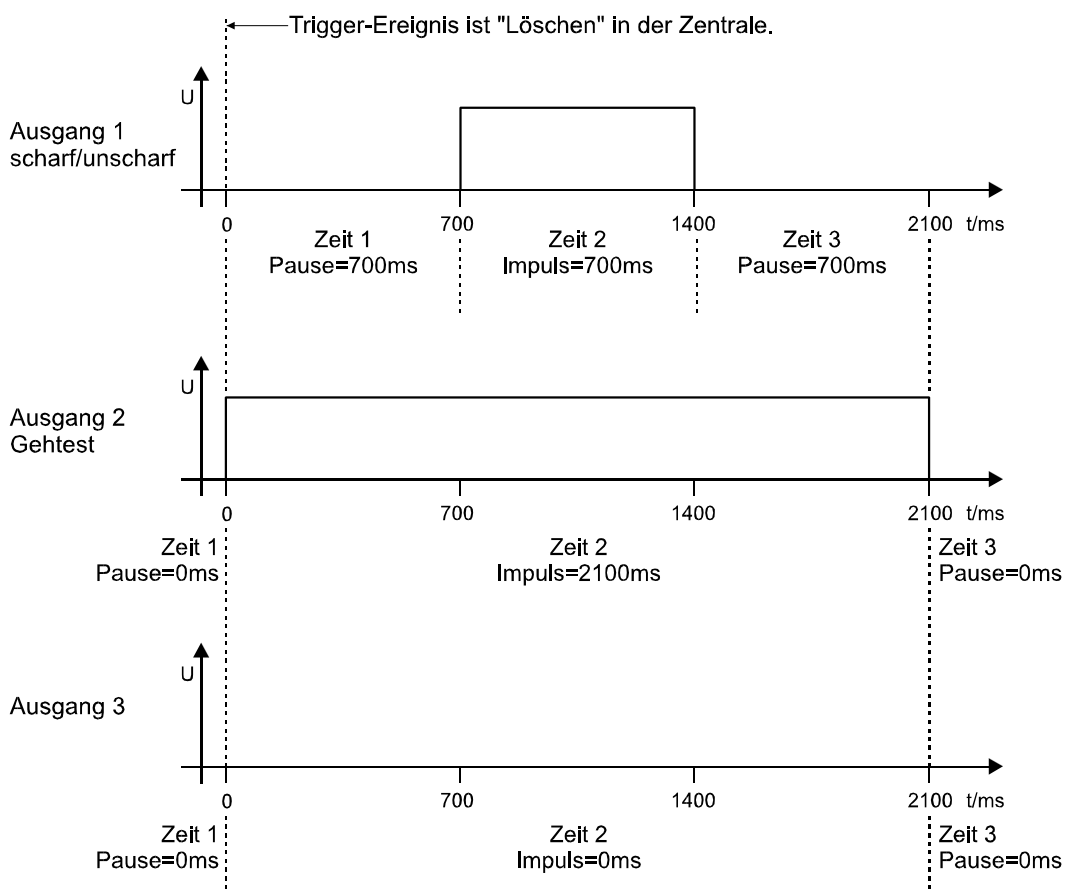 Trigger-Ereignis ist "Löschen" in der Zentrale.
U
Ausgang 1
scharf/unscharf
0 700 1400 2100 t/ms
Zeit 1 Zeit 2 Zeit 3
Pause=700ms Impuls=700ms Pause=700ms
U
Ausgang 2
Gehtest
0 700 1400 2100 t/ms
Zeit 1 Zeit 2 Zeit 3
Pause=0ms Impuls=2100ms Pause=0ms
U
Ausgang 3
0 700 1400 2100 t/ms
Zeit 1 Zeit 2 Zeit 3
Pause=0ms Impuls=0ms Pause=0ms